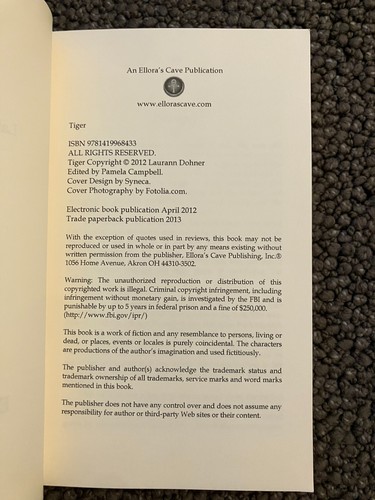 An Ellora's Cave Publication
www.ellorascave.com
Tiger
ISBN 9781419968433
ALL RIGHTS RESERVED.
Tiger Copyright © 2012 Laurann Dohner
Edited by Pamela Campbell.
Cover Design by Syneca.
Cover Photography by Fotolia.com.
Electronic book publication April 2012
Trade paperback publication 2013
With the exception of quotes used in reviews, this book may not be
reproduced or used in whole or in part by any means existing without
written permission from the publisher, Ellora's Cave Publishing, Inc.®
1056 Home Avenue, Akron OH 44310-3502.
Warning: The unauthorized reproduction or distribution of this
copyrighted work is illegal. Criminal copyright infringement, including
infringement without monetary gain, is investigated by the FBI and is
punishable by up to 5 years in federal prison and a fine of $250,000.
(http://www.fbi.gov/ipr/)
This book is a work of fiction and any resemblance to persons, living or
dead, or places, events or locales is purely coincidental. The characters
are productions of the author's imagination and used fictitiously.
The publisher and author(s) acknowledge the trademark status and
trademark ownership of all trademarks, service marks and word marks
mentioned in this book.
The publisher does not have any control over and does not assume any
responsibility for author or third-party Web sites or their content.